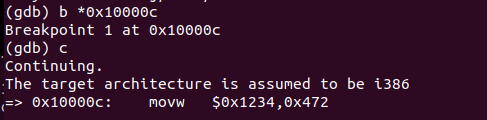 (gdb) b *0x10000c
Breakpoint 1 at 0x10000c
(gdb) c
Continuing.
The target architecture is assumed to be i386
=> 0x10000c:    movw   $0x1234,0x472